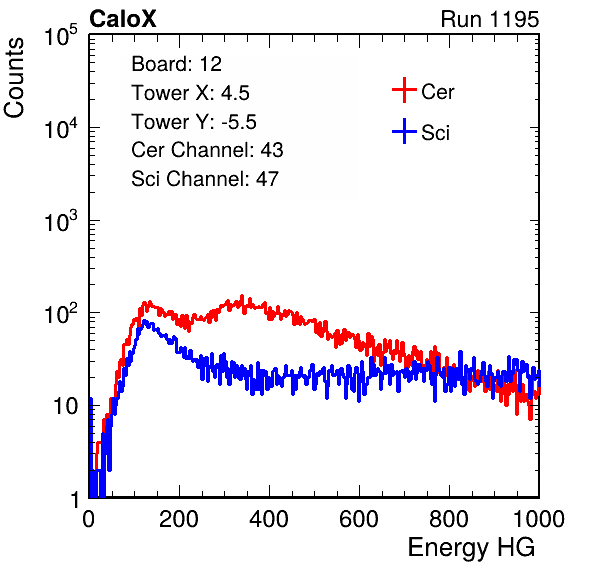 CaloX Run 1195
Counts
10^5
10^4
10^3
10^2
10
1
Board: 12
Tower X: 4.5
Tower Y: -5.5
Cer Channel: 43
Sci Channel: 47
Cer
Sci
0 200 400 600 800 1000
Energy HG